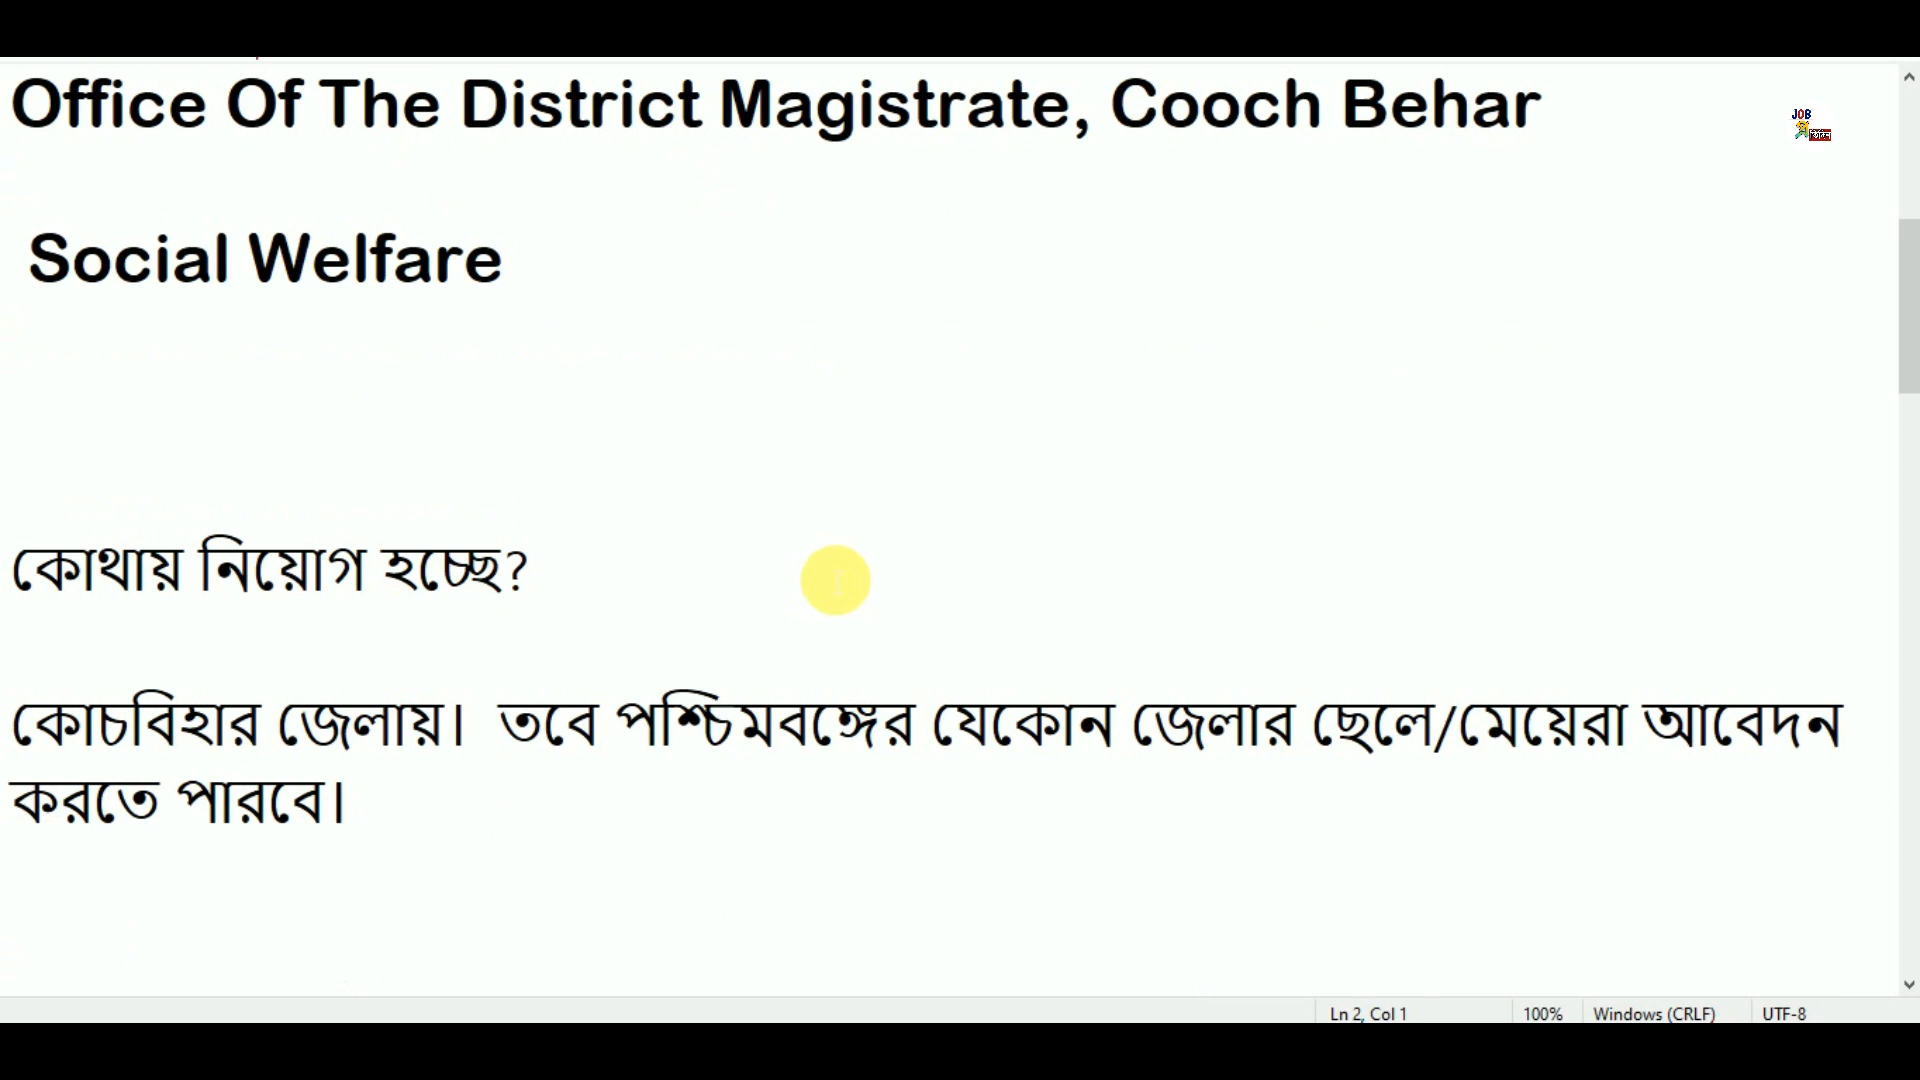 Office Of The District Magistrate, Cooch Behar
JOB
Social Welfare
কোথায় নিয়োগ হচ্ছে?
কোচবিহার জেলায়। তবে পশ্চিমবঙ্গের যেকোন জেলার ছেলে/মেয়েরা আবেদন
করতে পারবে।
Ln 2, Col 1 100% Windows (CRLF) UTF-8